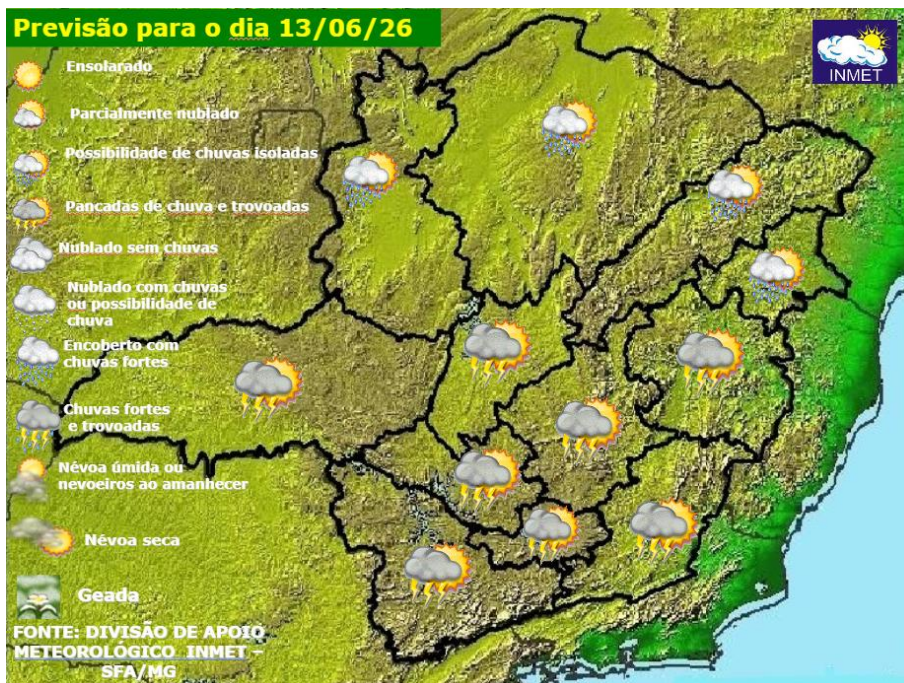 Previsão para o dia 13/06/26
INMET
Ensolarado
Parcialmente nublado
Possibilidade de chuvas isoladas
Pancadas de chuva e trovoadas
Nublado sem chuvas
Nublado com chuvas
ou possibilidade de
chuva
Encoberto com
chuvas fortes
Chuvas fortes
e trovoadas
Névoa úmida ou
nevoeiros ao amanhecer
Névoa seca
Geada
FONTE: DIVISÃO DE APOIO
METEOROLÓGICO INMET –
SFA/MG